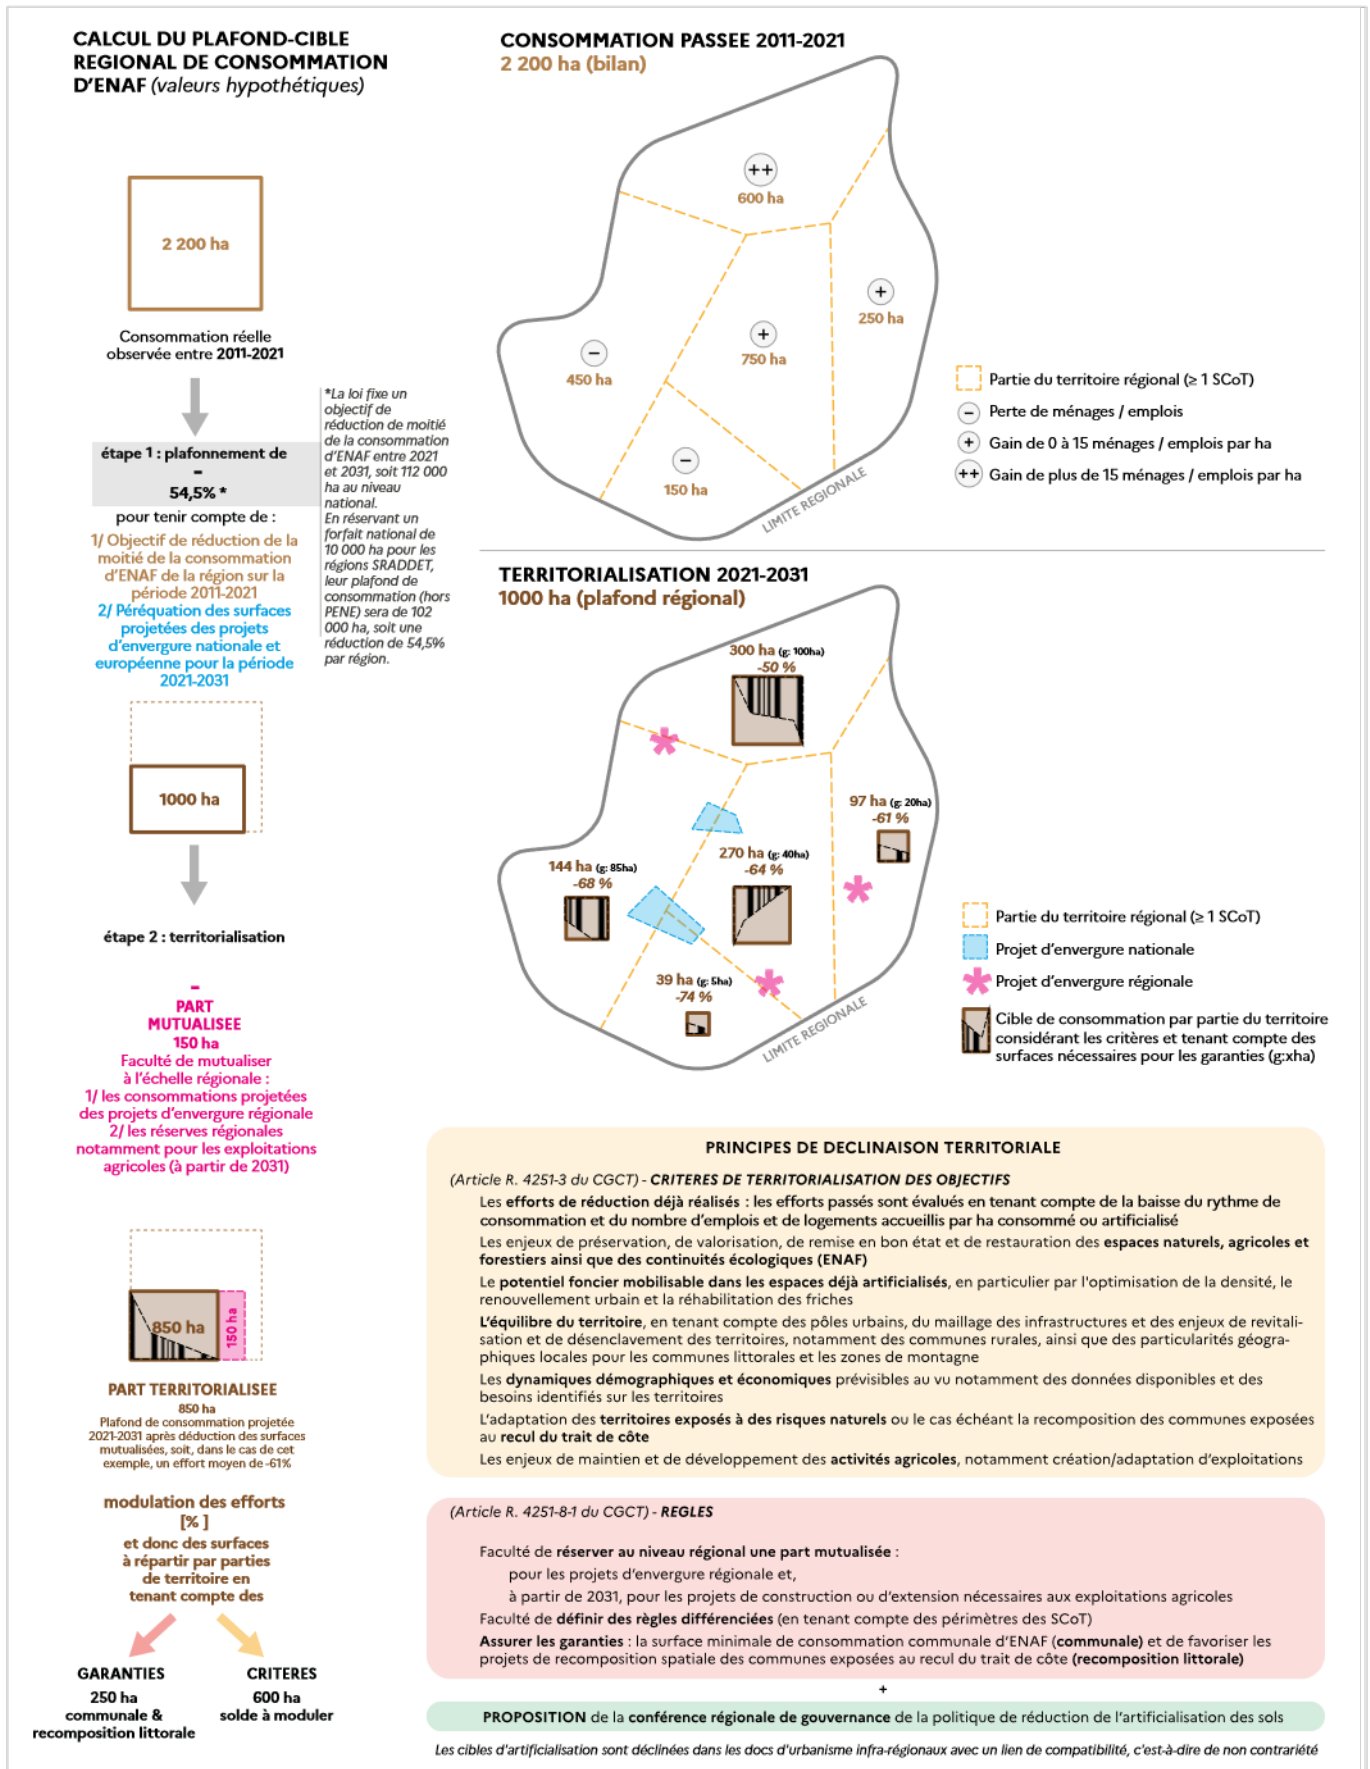 CALCUL DU PLAFOND-CIBLE
REGIONAL DE CONSOMMATION
D'ENAF (valeurs hypothétiques)
2 200 ha
Consommation réelle
observée entre 2011-2021
étape 1 : plafonnement de
-
54,5% *
pour tenir compte de :
1/ Objectif de réduction de la
moitié de la consommation
d'ENAF de la région sur la
période 2011-2021
2/ Péréquation des surfaces
projetées des projets
d'envergure nationale et
européenne pour la période
2021-2031
*La loi fixe un
objectif de
réduction de moitié
de la consommation
d'ENAF entre 2021
et 2031, soit 112 000
ha au niveau
national.
En réservant un
forfait national de
10 000 ha pour les
régions SRADDET,
leur plafond de
consommation (hors
PENE) sera de 102
000 ha, soit une
réduction de 54,5%
par région.
1000 ha
étape 2 : territorialisation
-
PART
MUTUALISEE
150 ha
Faculté de mutualiser
à l'échelle régionale :
1/ les consommations projetées
des projets d'envergure régionale
2/ les réserves régionales
notamment pour les exploitations
agricoles (à partir de 2031)
850 ha
150 ha
PART TERRITORIALISEE
850 ha
Plafond de consommation projetée
2021-2031 après déduction des surfaces
mutualisées, soit, dans le cas de cet
exemple, un effort moyen de -61%
modulation des efforts
[% ]
et donc des surfaces
à répartir par parties
de territoire en
tenant compte des
GARANTIES
250 ha
communale &
recomposition littorale
CRITERES
600 ha
solde à moduler
CONSOMMATION PASSEE 2011-2021
2 200 ha (bilan)
++
600 ha
+
250 ha
+
750 ha
-
450 ha
-
150 ha
LIMITE REGIONALE
Partie du territoire régional (≥ 1 SCoT)
- Perte de ménages / emplois
+ Gain de 0 à 15 ménages / emplois par ha
++ Gain de plus de 15 ménages / emplois par ha
TERRITORIALISATION 2021-2031
1000 ha (plafond régional)
300 ha (g: 100ha)
-50 %
97 ha (g: 20ha)
-61 %
270 ha (g: 40ha)
-64 %
144 ha (g: 85ha)
-68 %
39 ha (g: 5ha)
-74 %
LIMITE REGIONALE
Partie du territoire régional (≥ 1 SCoT)
Projet d'envergure nationale
Projet d'envergure régionale
Cible de consommation par partie du territoire
considérant les critères et tenant compte des
surfaces nécessaires pour les garanties (g:xha)
PRINCIPES DE DECLINAISON TERRITORIALE
(Article R. 4251-3 du CGCT) - CRITERES DE TERRITORIALISATION DES OBJECTIFS
Les efforts de réduction déjà réalisés : les efforts passés sont évalués en tenant compte de la baisse du rythme de
consommation et du nombre d'emplois et de logements accueillis par ha consommé ou artificialisé
Les enjeux de préservation, de valorisation, de remise en bon état et de restauration des espaces naturels, agricoles et
forestiers ainsi que des continuités écologiques (ENAF)
Le potentiel foncier mobilisable dans les espaces déjà artificialisés, en particulier par l'optimisation de la densité, le
renouvellement urbain et la réhabilitation des friches
L'équilibre du territoire, en tenant compte des pôles urbains, du maillage des infrastructures et des enjeux de revitali-
sation et de désenclavement des territoires, notamment des communes rurales, ainsi que des particularités géogra-
phiques locales pour les communes littorales et les zones de montagne
Les dynamiques démographiques et économiques prévisibles au vu notamment des données disponibles et des
besoins identifiés sur les territoires
L'adaptation des territoires exposés à des risques naturels ou le cas échéant la recomposition des communes exposées
au recul du trait de côte
Les enjeux de maintien et de développement des activités agricoles, notamment création/adaptation d'exploitations
(Article R. 4251-8-1 du CGCT) - REGLES
Faculté de réserver au niveau régional une part mutualisée :
pour les projets d'envergure régionale et,
à partir de 2031, pour les projets de construction ou d'extension nécessaires aux exploitations agricoles
Faculté de définir des règles différenciées (en tenant compte des périmètres des SCoT)
Assurer les garanties : la surface minimale de consommation communale d'ENAF (communale) et de favoriser les
projets de recomposition spatiale des communes exposées au recul du trait de côte (recomposition littorale)
+
PROPOSITION de la conférence régionale de gouvernance de la politique de réduction de l'artificialisation des sols
Les cibles d'artificialisation sont déclinées dans les docs d'urbanisme infra-régionaux avec un lien de compatibilité, c'est-à-dire de non contrariété